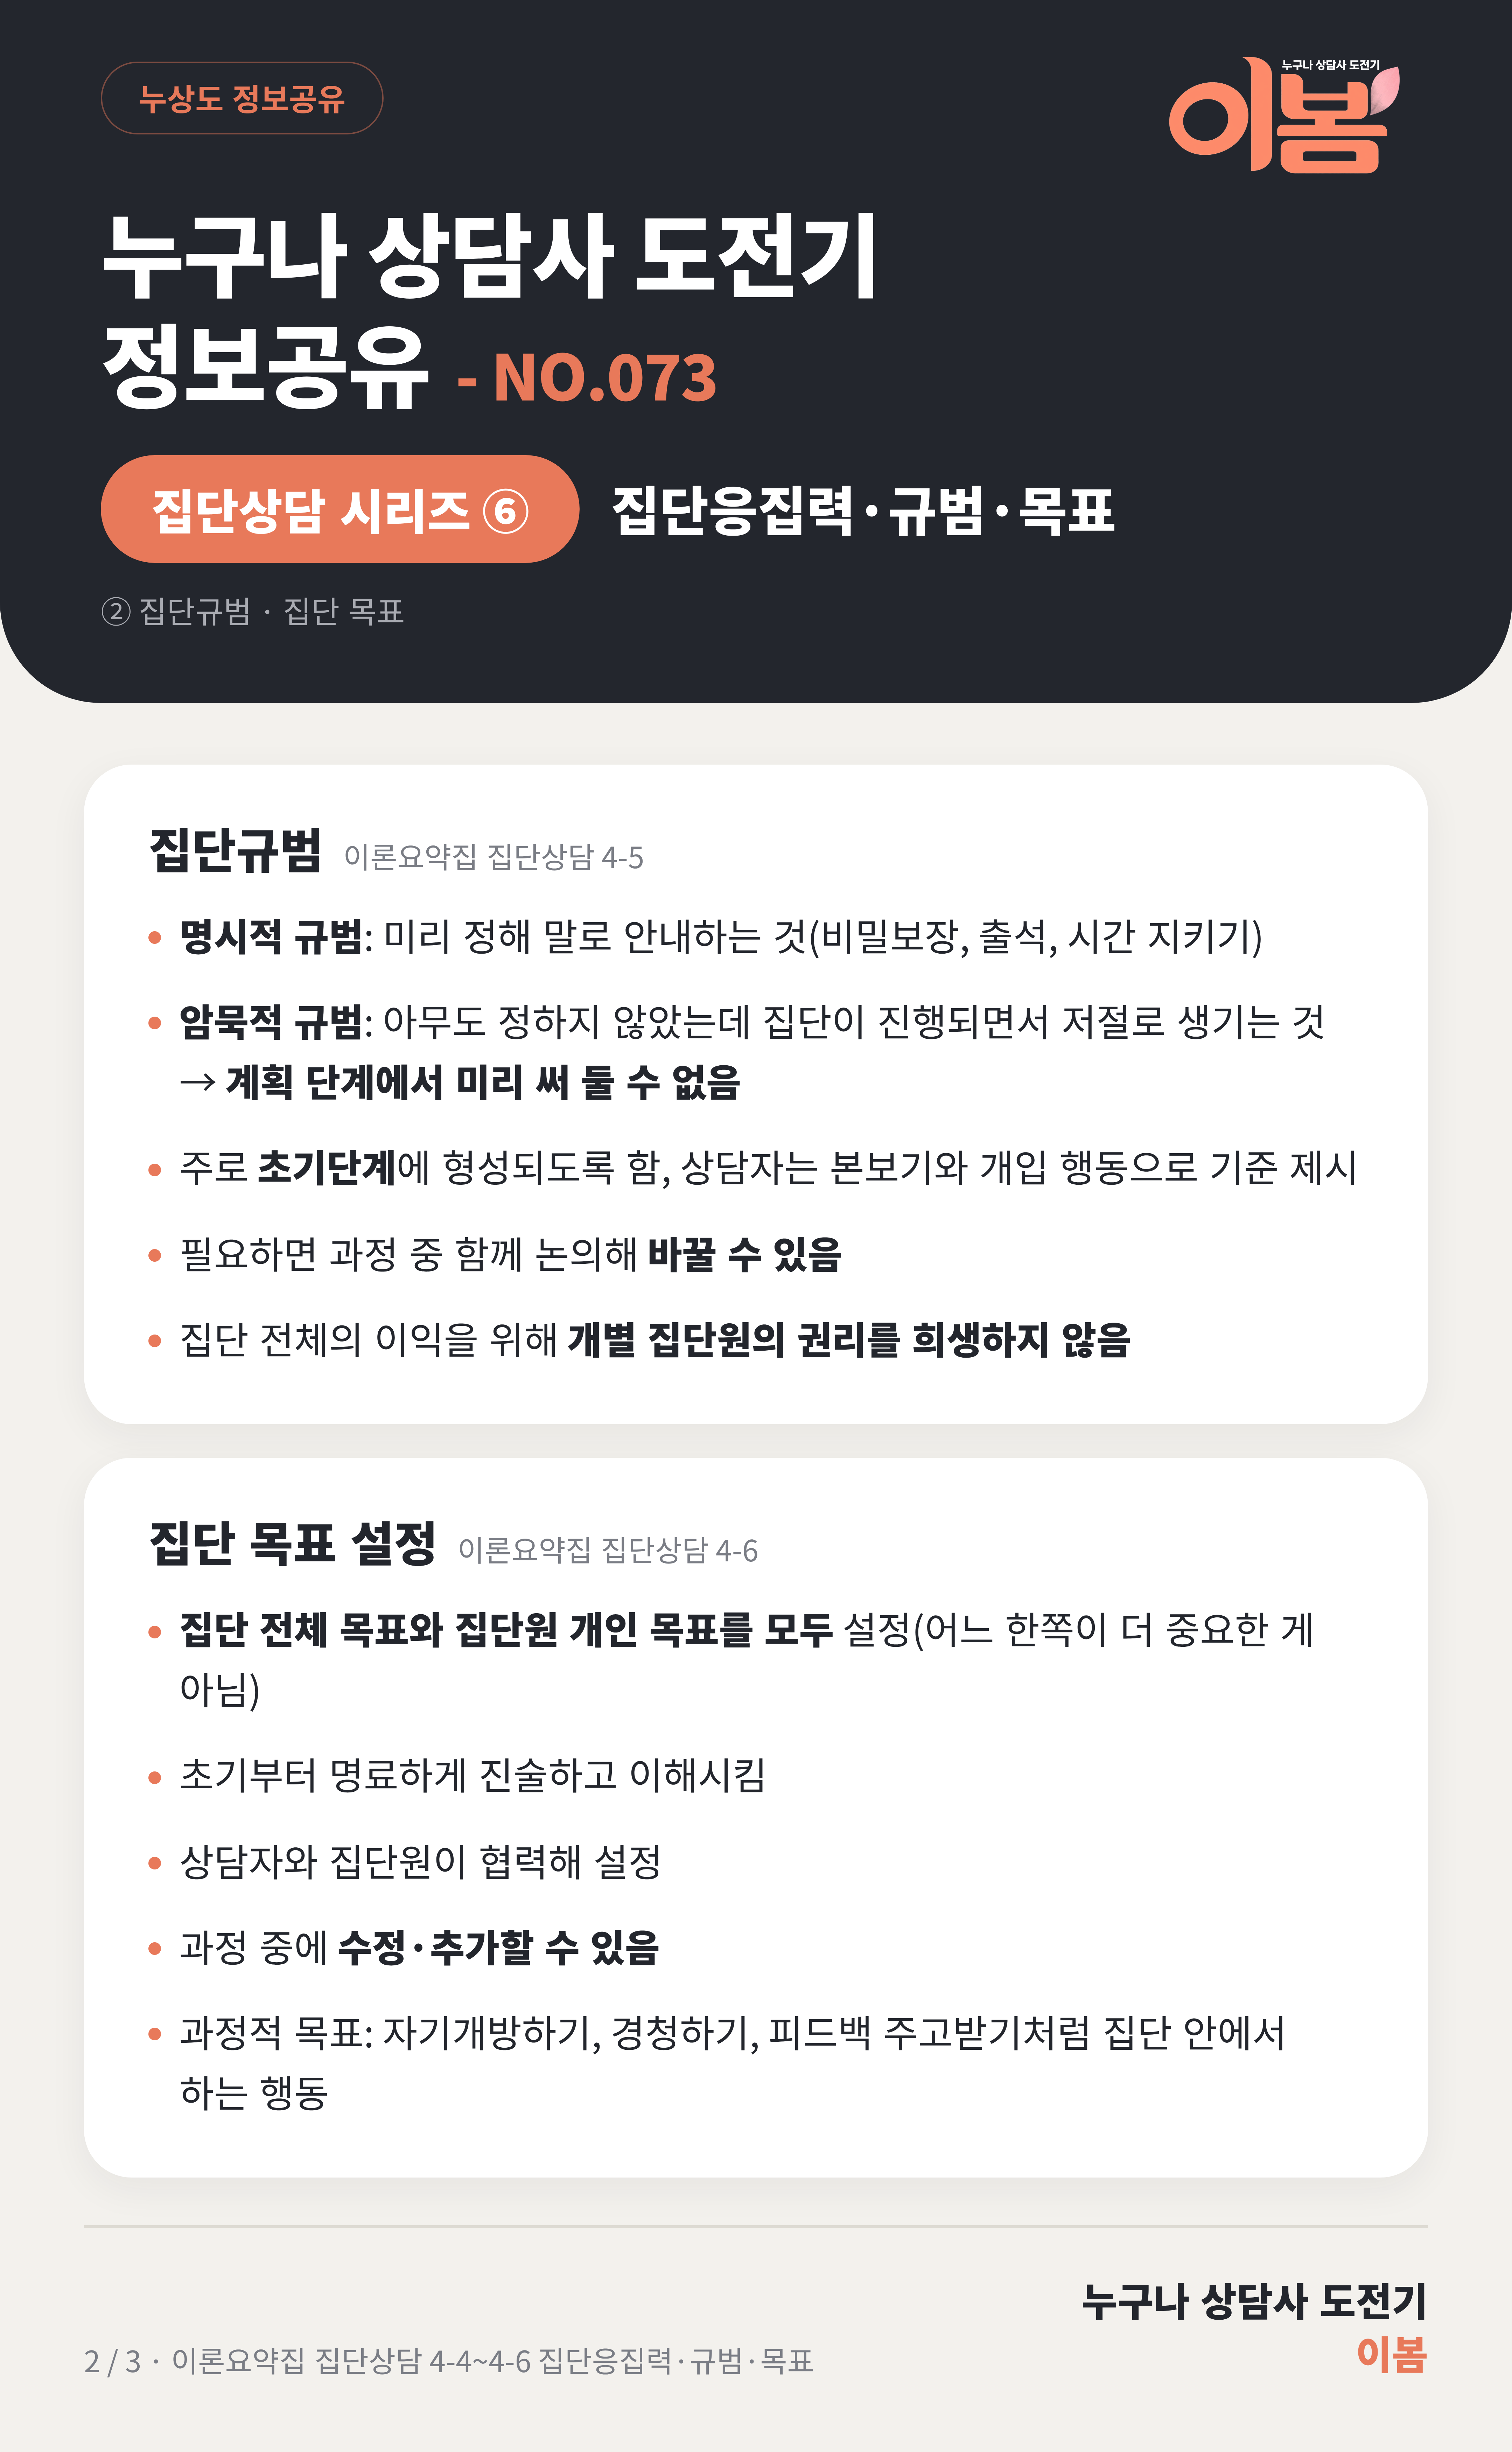 누상도 정보공유
누구나 상담사 도전기
이봄
누구나 상담사 도전기
정보공유 - NO.073
집단상담 시리즈 ⑥ 집단응집력·규범·목표
② 집단규범 · 집단 목표
집단규범 이론요약집 집단상담 4-5
• 명시적 규범: 미리 정해 말로 안내하는 것(비밀보장, 출석, 시간 지키기)
• 암묵적 규범: 아무도 정하지 않았는데 집단이 진행되면서 저절로 생기는 것
→ 계획 단계에서 미리 써 둘 수 없음
• 주로 초기단계에 형성되도록 함, 상담자는 본보기와 개입 행동으로 기준 제시
• 필요하면 과정 중 함께 논의해 바꿀 수 있음
• 집단 전체의 이익을 위해 개별 집단원의 권리를 희생하지 않음
집단 목표 설정 이론요약집 집단상담 4-6
• 집단 전체 목표와 집단원 개인 목표를 모두 설정(어느 한쪽이 더 중요한 게
아님)
• 초기부터 명료하게 진술하고 이해시킴
• 상담자와 집단원이 협력해 설정
• 과정 중에 수정·추가할 수 있음
• 과정적 목표: 자기개방하기, 경청하기, 피드백 주고받기처럼 집단 안에서
하는 행동
누구나 상담사 도전기
이봄
2 / 3 · 이론요약집 집단상담 4-4~4-6 집단응집력·규범·목표